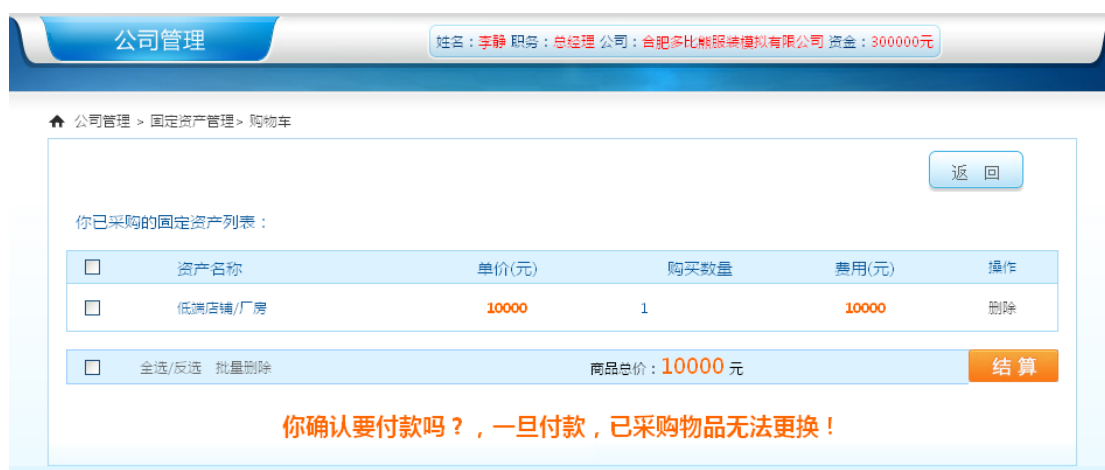 公司管理
姓名：李静 职务：总经理 公司：合肥多比熊服装模拟有限公司 资金：300000元
公司管理 > 固定资产管理> 购物车
返 回
你已采购的固定资产列表：
资产名称 单价(元) 购买数量 费用(元) 操作
低端店铺/厂房 10000 1 10000 删除
全选/反选 批量删除 商品总价：10000 元 结 算
你确认要付款吗？，一旦付款，已采购物品无法更换！